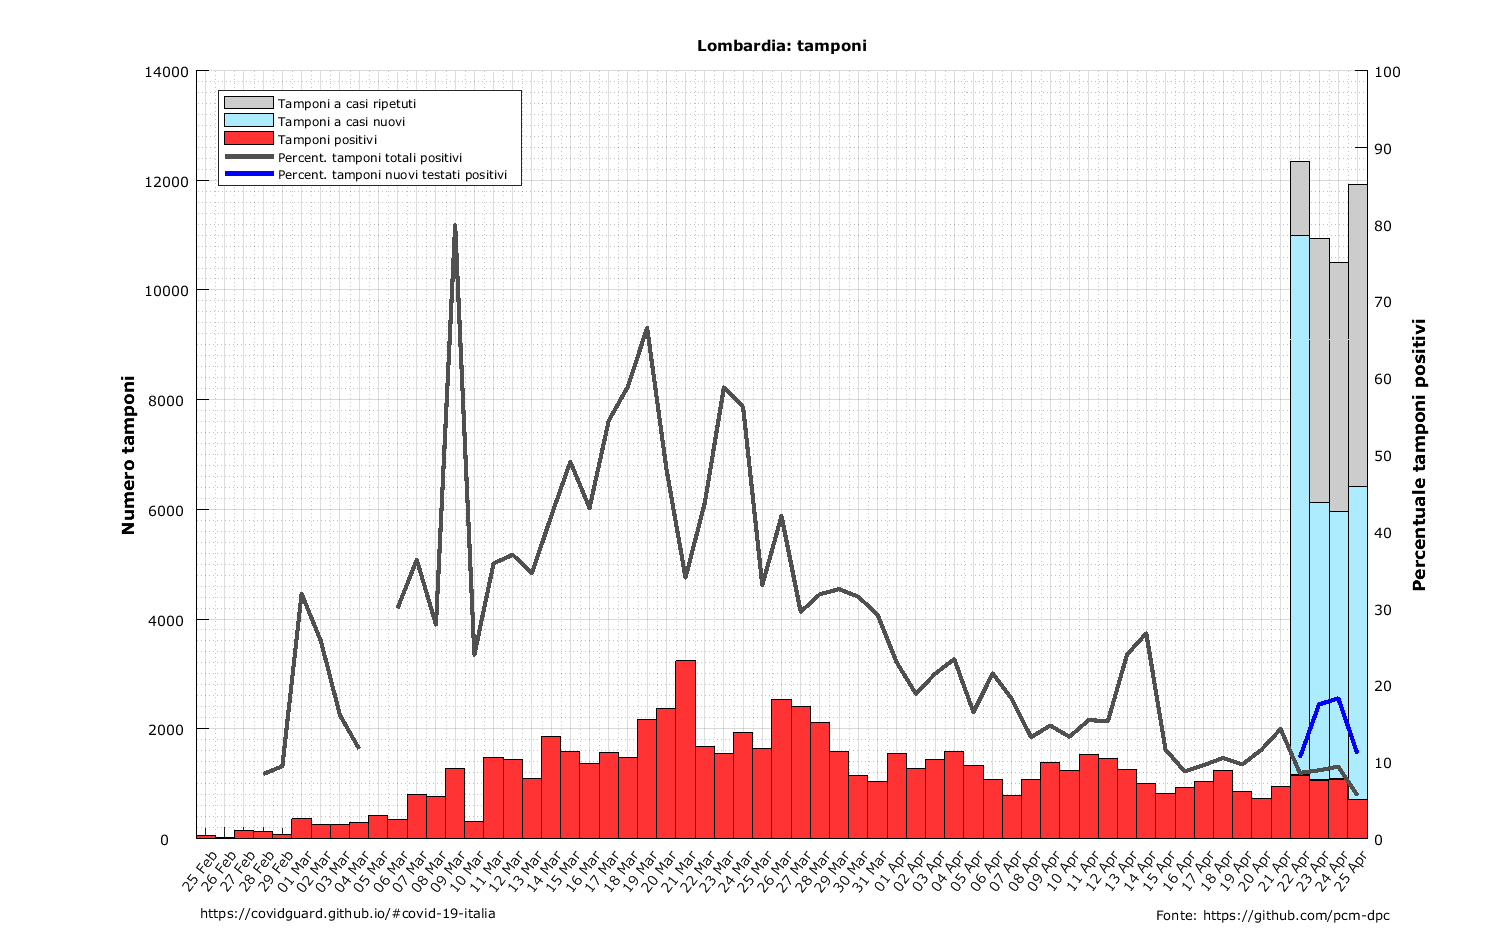 Lombardia: tamponi
14000
12000
10000
8000
6000
4000
2000
0
Numero tamponi
Tamponi a casi ripetuti
Tamponi a casi nuovi
Tamponi positivi
Percent. tamponi totali positivi
Percent. tamponi nuovi testati positivi
100
90
80
70
60
50
40
30
20
10
0
Percentuale tamponi positivi
25 Feb
26 Feb
27 Feb
28 Feb
29 Feb
01 Mar
02 Mar
03 Mar
04 Mar
05 Mar
06 Mar
07 Mar
08 Mar
09 Mar
10 Mar
11 Mar
12 Mar
13 Mar
14 Mar
15 Mar
16 Mar
17 Mar
18 Mar
19 Mar
20 Mar
21 Mar
22 Mar
23 Mar
24 Mar
25 Mar
26 Mar
27 Mar
28 Mar
29 Mar
30 Mar
31 Mar
01 Apr
02 Apr
03 Apr
04 Apr
05 Apr
06 Apr
07 Apr
08 Apr
09 Apr
10 Apr
11 Apr
12 Apr
13 Apr
14 Apr
15 Apr
16 Apr
17 Apr
18 Apr
19 Apr
20 Apr
21 Apr
22 Apr
23 Apr
24 Apr
25 Apr
https://covidguard.github.io/#covid-19-italia
Fonte: https://github.com/pcm-dpc